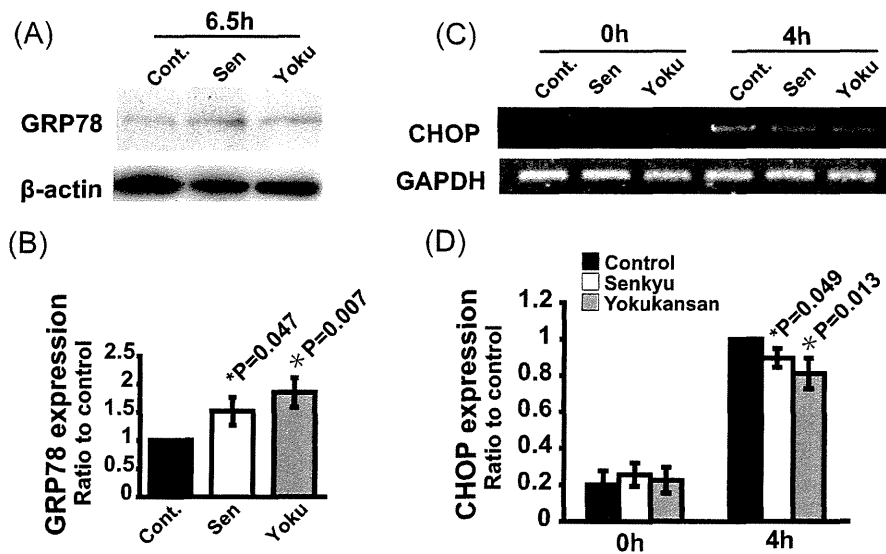 (A)
6.5h
Cont. Sen Yoku
GRP78
β-actin
(B)
GRP78 expression
Ratio to control
2.5
2
1.5
1
0.5
0
*P=0.047
*P=0.007
Cont. Sen Yoku
(C)
0h 4h
Cont. Sen Yoku Cont. Sen Yoku
CHOP
GAPDH
(D)
Control
Senkyu
Yokukansan
CHOP expression
Ratio to control
1
0.8
0.6
0.4
0.2
0
*P=0.049
*P=0.013
0h 4h